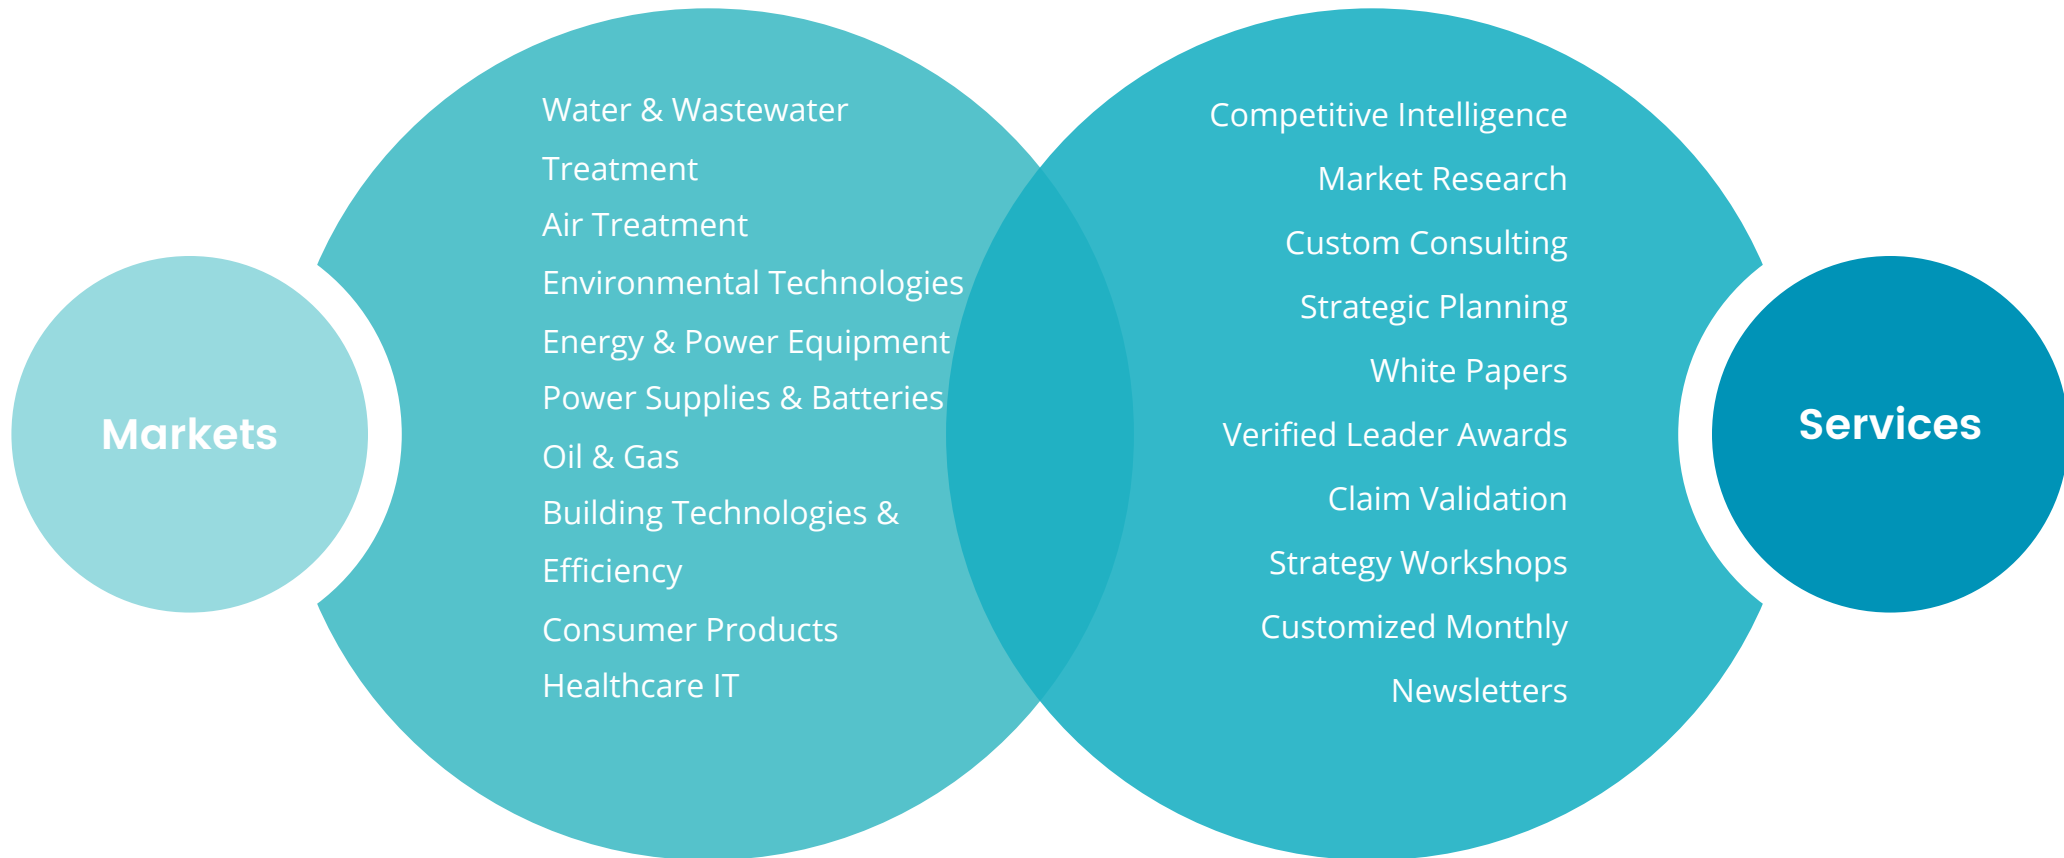 Markets
Water & Wastewater
Treatment
Air Treatment
Environmental Technologies
Energy & Power Equipment
Power Supplies & Batteries
Oil & Gas
Building Technologies &
Efficiency
Consumer Products
Healthcare IT
Competitive Intelligence
Market Research
Custom Consulting
Strategic Planning
White Papers
Verified Leader Awards
Claim Validation
Strategy Workshops
Customized Monthly
Newsletters
Services